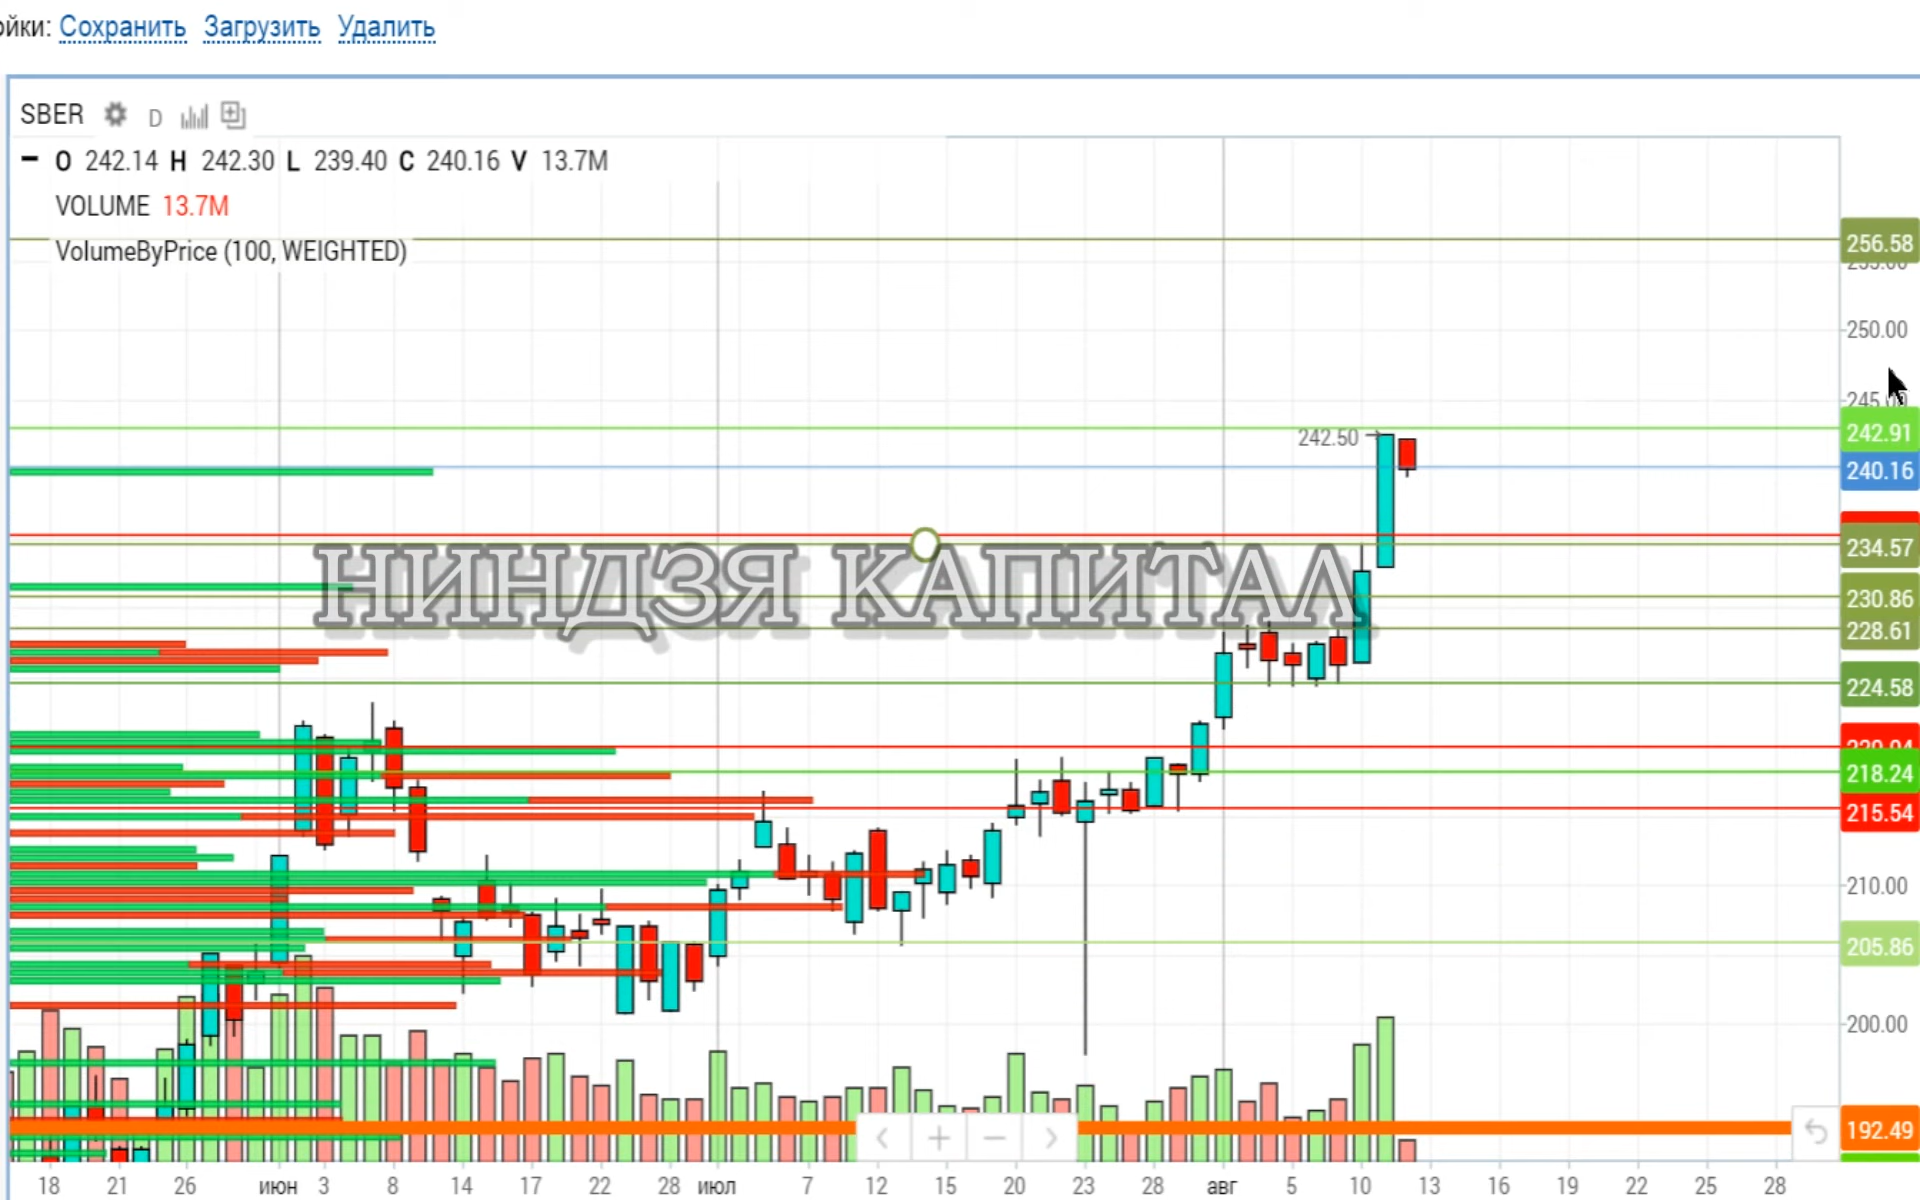 ойки: Сохранить Загрузить Удалить
SBER D
O 242.14 H 242.30 L 239.40 C 240.16 V 13.7M
VOLUME 13.7M
VolumeByPrice (100, WEIGHTED)
256.58
250.00
245.00
242.91
242.50
240.16
234.57
НИНДЗЯ КАПИТАЛ
230.86
228.61
224.58
218.24
215.54
210.00
205.86
200.00
192.49
18 21 26 июн 3 8 14 17 22 28 июл 7 12 15 20 23 28 авг 5 10 13 16 19 22 25 28